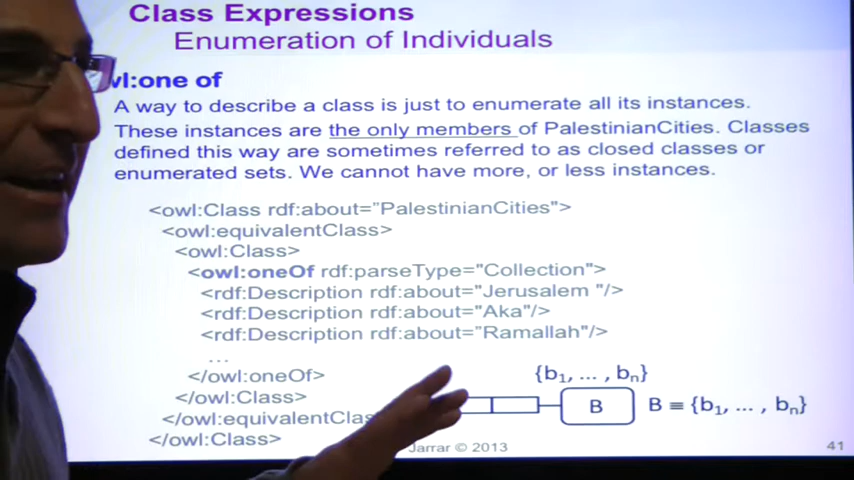 Class Expressions
Enumeration of Individuals
wl:one of
A way to describe a class is just to enumerate all its instances.
These instances are the only members of PalestinianCities. Classes
defined this way are sometimes referred to as closed classes or
enumerated sets. We cannot have more, or less instances.
<owl:Class rdf:about="PalestinianCities">
<owl:equivalentClass>
<owl:Class>
<owl:oneOf rdf:parseType="Collection">
<rdf:Description rdf:about="Jerusalem "/>
<rdf:Description rdf:about="Aka"/>
<rdf:Description rdf:about="Ramallah"/>
...
</owl:oneOf>
</owl:Class>
</owl:equivalentClas
</owl:Class>
{b1, ... , bn}
B
B ≡ {b1, ... , bn}
Jarrar © 2013
41